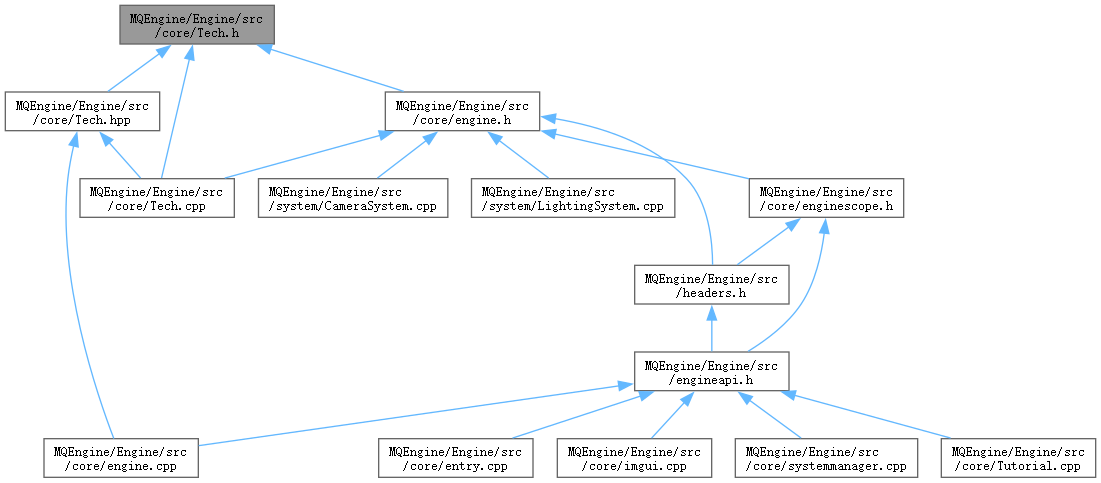 MQEngine/Engine/src
/core/Tech.h
MQEngine/Engine/src
/core/Tech.hpp
MQEngine/Engine/src
/core/engine.h
MQEngine/Engine/src
/core/Tech.cpp
MQEngine/Engine/src
/system/CameraSystem.cpp
MQEngine/Engine/src
/system/LightingSystem.cpp
MQEngine/Engine/src
/core/enginescope.h
MQEngine/Engine/src
/headers.h
MQEngine/Engine/src
/engineapi.h
MQEngine/Engine/src
/core/engine.cpp
MQEngine/Engine/src
/core/entry.cpp
MQEngine/Engine/src
/core/imgui.cpp
MQEngine/Engine/src
/core/systemmanager.cpp
MQEngine/Engine/src
/core/Tutorial.cpp